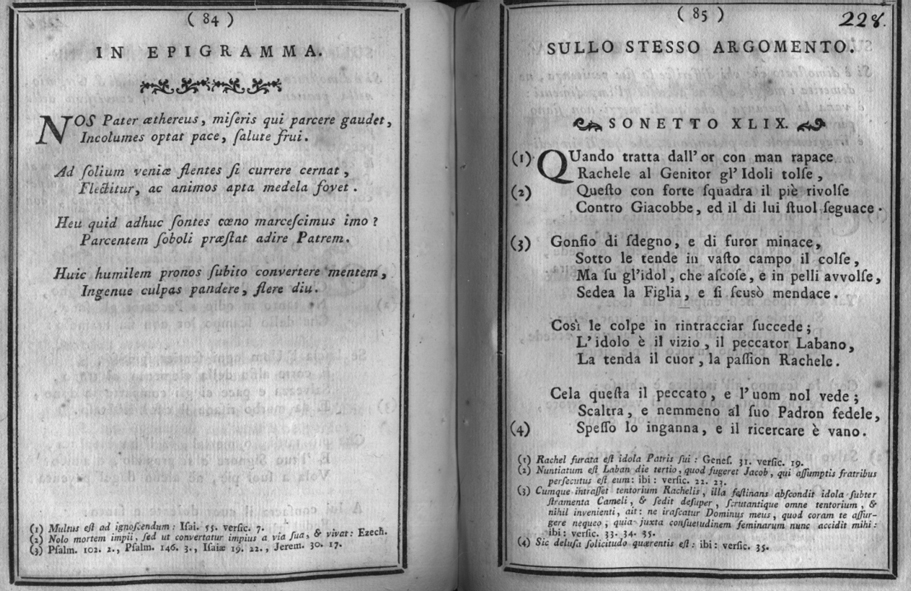 ( 84 )
IN EPIGRAMMA.
NOS Pater æthereus, miſeris qui parcere gaudet,
Incolumes optat pace, ſalute frui.
Ad ſolium veniæ flentes ſi currere cernat,
Flectitur, ac animos apta medela fovet.
Heu quid adhuc ſontes cœno marceſcimus imo?
Parcentem ſoboli præſtat adire Patrem.
Huic humilem pronos ſubito convertere mentem,
Ingenue culpas pandere, flere diu.
(1) Multus eſt ad ignoſcendum: Iſai. 55. verſic. 7.
(2) Nolo mortem impii, ſed ut convertatur impius a via ſua, & vivat: Ezech.
(3) Pſalm. 102. 2., Pſalm. 146. 3., Iſaiæ 19. 22., Jerem. 30. 17.
( 85 )
228.
SULLO STESSO ARGOMENTO.
SONETTO XLIX.
(1) Quando tratta dall' or con man rapace
Rachele al Genitor gl' Idoli tolſe,
(2) Queſto con forte ſquadra il piè rivolſe
Contro Giacobbe, ed il di lui ſtuol ſeguace.
(3) Gonfio di ſdegno, e di furor minace,
Sotto le tende in vaſto campo il colſe,
Ma ſu gl'idol, che aſcoſe, e in pelli avvolſe,
Sedea la Figlia, e ſi ſcusò mendace.
Così le colpe in rintracciar ſuccede;
L' idolo è il vizio, il peccator Labano,
La tenda il cuor, la paſſion Rachele.
Cela queſta il peccato, e l'uom nol vede;
Scaltra, e nemmeno al ſuo Padron fedele,
(4) Speſſo lo inganna, e il ricercare è vano.
(1) Rachel furata eſt idola Patris ſui: Geneſ. 31. verſic. 19.
(2) Nuntiatum eſt Laban die tertio, quod fugeret Jacob, qui aſſumptis fratribus
perſecutus eſt eum: ibi: verſic. 22. 23.
(3) Cumque intraſſet tentorium Rachelis, illa feſtinans abſcondit idola ſubter
ſtramenta Cameli, & ſedit deſuper, ſcrutantique omne tentorium, &
nihil invenienti, ait: ne iraſcatur Dominus meus, quod coram te aſſur-
gere nequeo, quia juxta conſuetudinem feminarum nunc accidit mihi:
ibi: verſic. 33. 34. 35.
(4) Sic deluſa ſolicitudo quærentis eſt: ibi: verſic. 35.